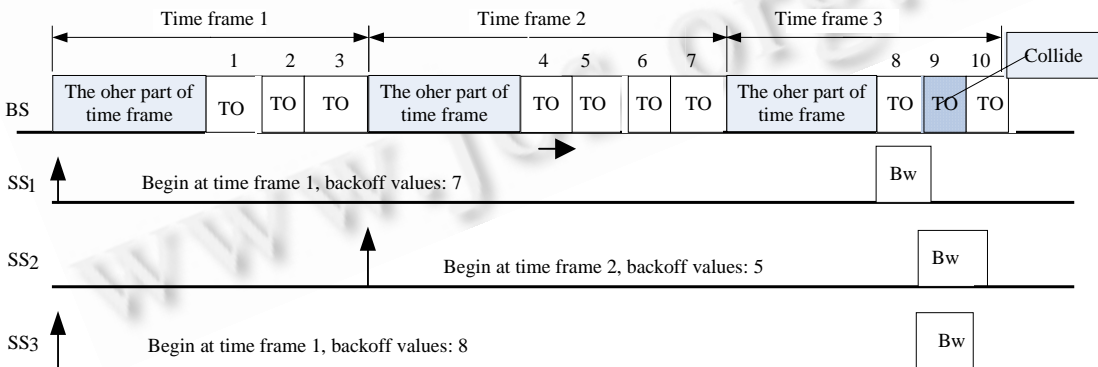 Time frame 1 Time frame 2 Time frame 3
1 2 3 4 5 6 7 8 9 10 Collide
BS The oher part of time frame TO TO TO The other part of time frame TO TO TO TO The other part of time frame TO TO TO
SS1 Begin at time frame 1, backoff values: 7 Bw
SS2 Begin at time frame 2, backoff values: 5 Bw
SS3 Begin at time frame 1, backoff values: 8 Bw